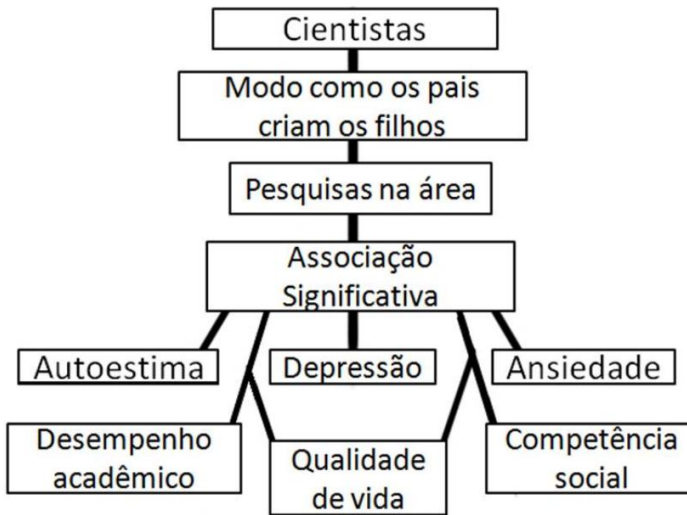 Cientistas
Modo como os pais
criam os filhos
Pesquisas na área
Associação
Significativa
Autoestima
Depressão
Ansiedade
Desempenho
acadêmico
Qualidade
de vida
Competência
social